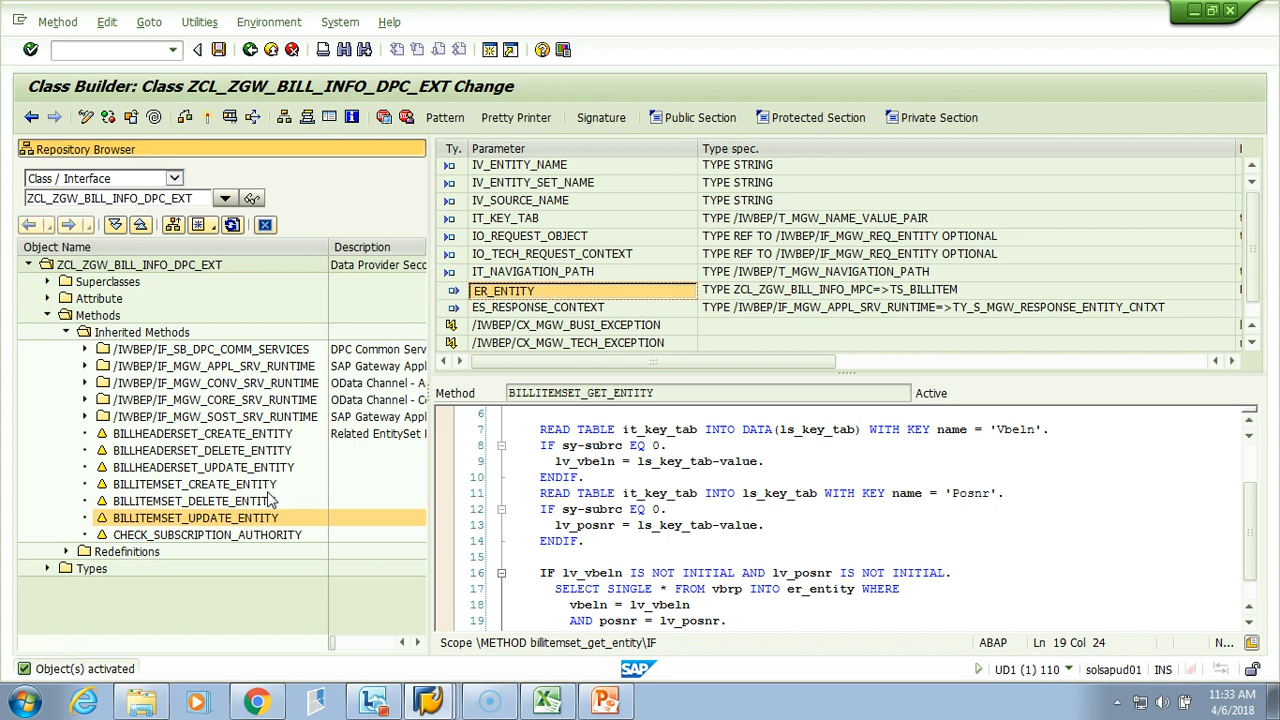 Method Edit Goto Utilities Environment System Help
Class Builder: Class ZCL_ZGW_BILL_INFO_DPC_EXT Change
Pattern Pretty Printer Signature Public Section Protected Section Private Section
Repository Browser
Class / Interface
ZCL_ZGW_BILL_INFO_DPC_EXT
Object Name Description
ZCL_ZGW_BILL_INFO_DPC_EXT Data Provider Seco
Superclasses
Attribute
Methods
Inherited Methods
/IWBEP/IF_SB_DPC_COMM_SERVICES DPC Common Serv
/IWBEP/IF_MGW_APPL_SRV_RUNTIME SAP Gateway Appl
/IWBEP/IF_MGW_CONV_SRV_RUNTIME OData Channel - C
/IWBEP/IF_MGW_CORE_SRV_RUNTIME OData Channel - C
/IWBEP/IF_MGW_SOST_SRV_RUNTIME SAP Gateway Appl
BILLHEADERSET_CREATE_ENTITY Related EntitySet B
BILLHEADERSET_DELETE_ENTITY
BILLHEADERSET_UPDATE_ENTITY
BILLITEMSET_CREATE_ENTITY
BILLITEMSET_DELETE_ENTITY
BILLITEMSET_UPDATE_ENTITY
CHECK_SUBSCRIPTION_AUTHORITY
Redefinitions
Types
Ty. Parameter Type spec.
IV_ENTITY_NAME TYPE STRING
IV_ENTITY_SET_NAME TYPE STRING
IV_SOURCE_NAME TYPE STRING
IT_KEY_TAB TYPE /IWBEP/T_MGW_NAME_VALUE_PAIR
IO_REQUEST_OBJECT TYPE REF TO /IWBEP/IF_MGW_REQ_ENTITY OPTIONAL
IO_TECH_REQUEST_CONTEXT TYPE REF TO /IWBEP/IF_MGW_REQ_ENTITY OPTIONAL
IT_NAVIGATION_PATH TYPE /IWBEP/T_MGW_NAVIGATION_PATH
ER_ENTITY TYPE ZCL_ZGW_BILL_INFO_MPC=>TS_BILLITEM
ES_RESPONSE_CONTEXT TYPE /IWBEP/IF_MGW_APPL_SRV_RUNTIME=>TY_S_MGW_RESPONSE_ENTITY_CNTXT
/IWBEP/CX_MGW_BUSI_EXCEPTION
/IWBEP/CX_MGW_TECH_EXCEPTION
Method BILLITEMSET_GET_ENTITY Active
6
7 READ TABLE it_key_tab INTO DATA(ls_key_tab) WITH KEY name = 'Vbeln'.
8 IF sy-subrc EQ 0.
9 lv_vbeln = ls_key_tab-value.
10 ENDIF.
11 READ TABLE it_key_tab INTO ls_key_tab WITH KEY name = 'Posnr'.
12 IF sy-subrc EQ 0.
13 lv_posnr = ls_key_tab-value.
14 ENDIF.
15
16 IF lv_vbeln IS NOT INITIAL AND lv_posnr IS NOT INITIAL.
17 SELECT SINGLE * FROM vbrp INTO er_entity WHERE
18 vbeln = lv_vbeln
19 AND posnr = lv_posnr.
Scope \METHOD billitemset_get_entity\IF ABAP Ln 19 Col 24 N...
Object(s) activated SAP UD1 (1) 110 solsapud01 INS
11:33 AM
4/6/2018